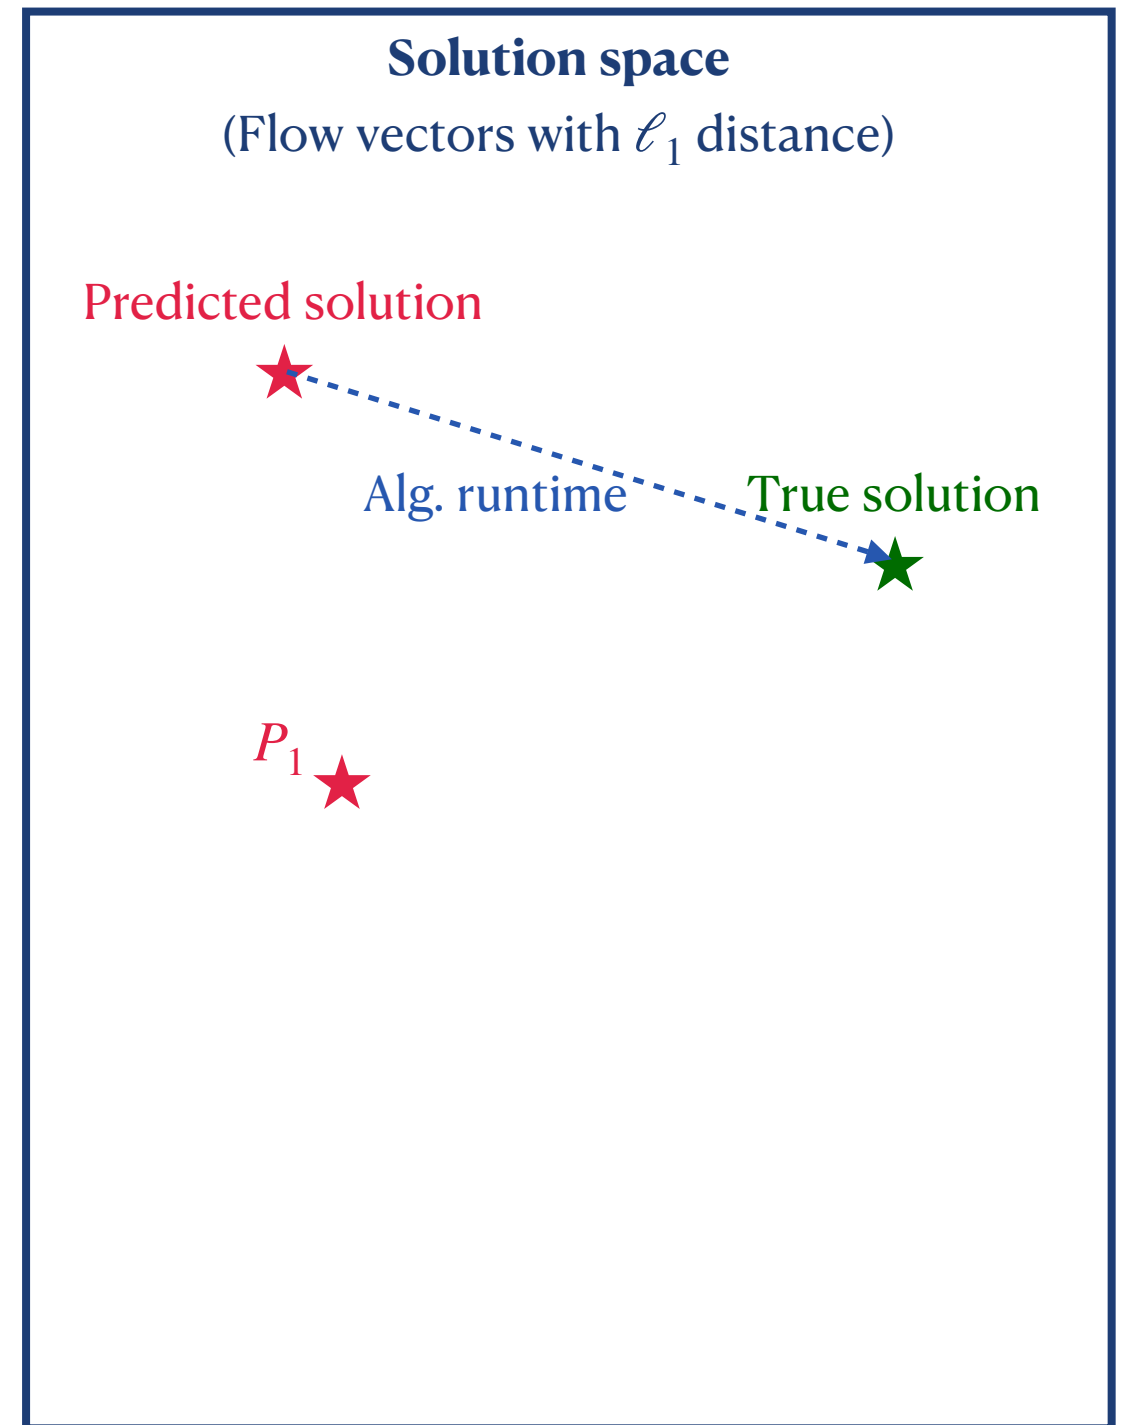 Solution space
(Flow vectors with ℓ₁ distance)
Predicted solution
Alg. runtime
True solution
P₁